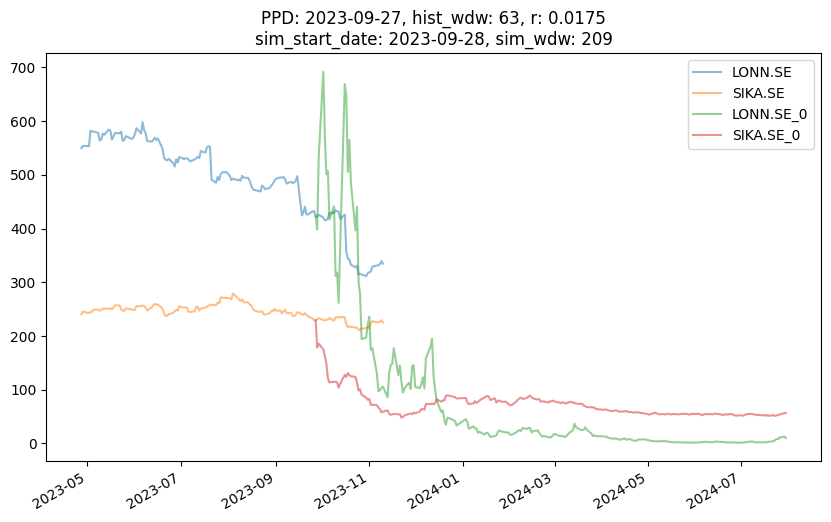 PPD: 2023-09-27, hist_wdw: 63, r: 0.0175
sim_start_date: 2023-09-28, sim_wdw: 209
LONN.SE
SIKA.SE
LONN.SE_0
SIKA.SE_0
700
600
500
400
300
200
100
0
2023-05
2023-07
2023-09
2023-11
2024-01
2024-03
2024-05
2024-07